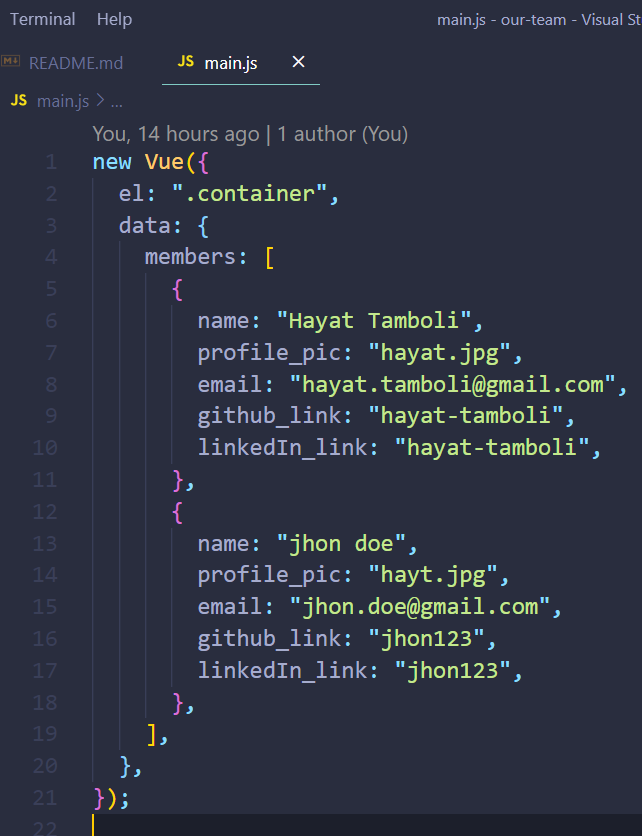 Terminal Help main.js - our-team - Visual St
README.md JS main.js ×
JS main.js > ...
You, 14 hours ago | 1 author (You)
1 new Vue({
2 el: ".container",
3 data: {
4 members: [
5 {
6 name: "Hayat Tamboli",
7 profile_pic: "hayat.jpg",
8 email: "hayat.tamboli@gmail.com",
9 github_link: "hayat-tamboli",
10 linkedIn_link: "hayat-tamboli",
11 },
12 {
13 name: "jhon doe",
14 profile_pic: "hayt.jpg",
15 email: "jhon.doe@gmail.com",
16 github_link: "jhon123",
17 linkedIn_link: "jhon123",
18 },
19 ],
20 },
21 });
22